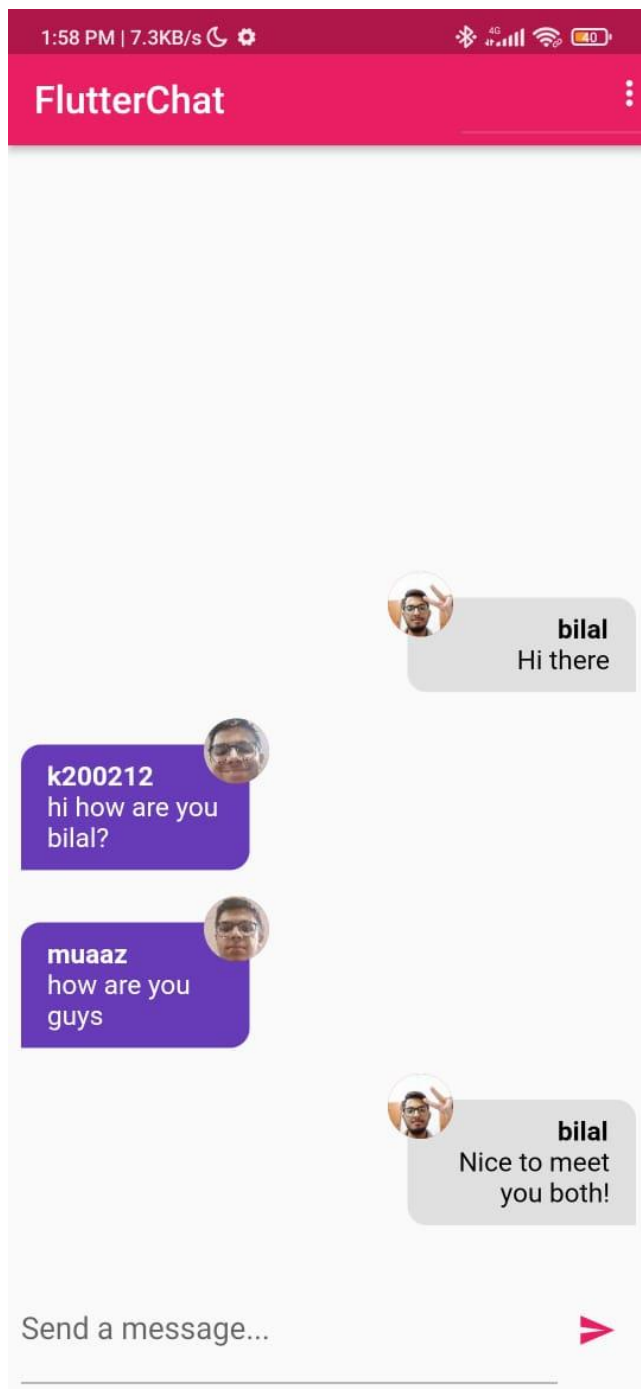 1:58 PM | 7.3KB/s
4G
40
FlutterChat
bilal
Hi there
k200212
hi how are you
bilal?
muaaz
how are you
guys
bilal
Nice to meet
you both!
Send a message...